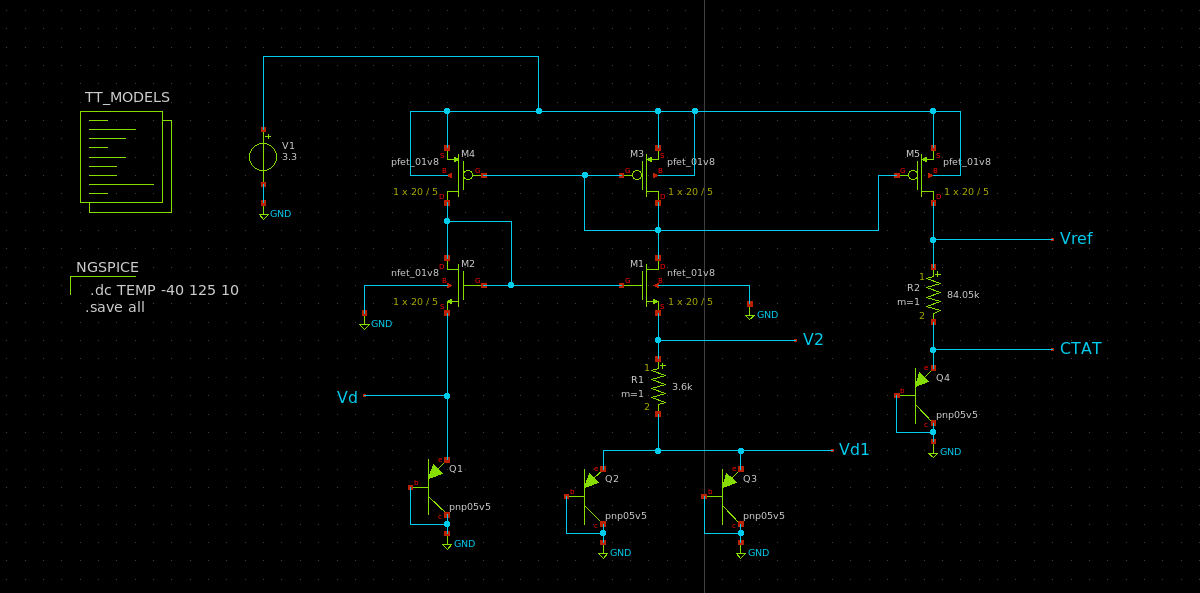 TT_MODELS
V1
3.3
GND
NGSPICE
.dc TEMP -40 125 10
.save all
M4
pfet_01v8
1 x 20 / 5
S
B
G
D
M3
pfet_01v8
1 x 20 / 5
S
B
G
D
M5
pfet_01v8
1 x 20 / 5
S
B
G
D
Vref
M2
nfet_01v8
1 x 20 / 5
D
B
G
S
GND
M1
nfet_01v8
1 x 20 / 5
D
B
G
S
GND
1
R2
m=1
84.05k
2
V2
CTAT
1
R1
m=1
3.6k
2
Vd
Q4
pnp05v5
e
b
c
GND
Vd1
Q1
pnp05v5
e
b
c
GND
Q2
pnp05v5
e
b
c
GND
Q3
pnp05v5
e
b
c
GND